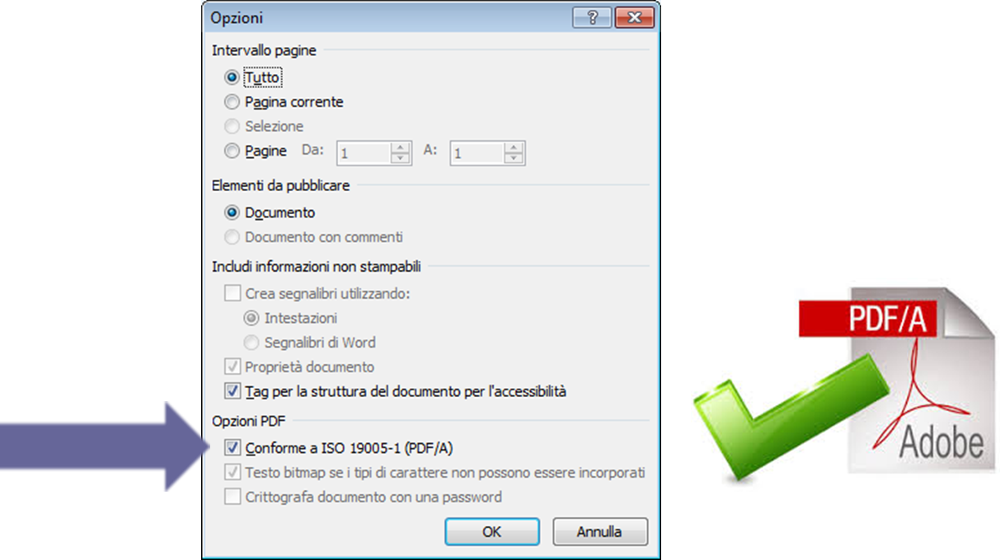 Opzioni
Intervallo pagine
Tutto
Pagina corrente
Selezione
Pagine Da: 1 A: 1
Elementi da pubblicare
Documento
Documento con commenti
Includi informazioni non stampabili
Crea segnalibri utilizzando:
Intestazioni
Segnalibri di Word
Proprietà documento
Tag per la struttura del documento per l'accessibilità
Opzioni PDF
Conforme a ISO 19005-1 (PDF/A)
Testo bitmap se i tipi di carattere non possono essere incorporati
Crittografa documento con una password
OK Annulla
PDF/A
Adobe